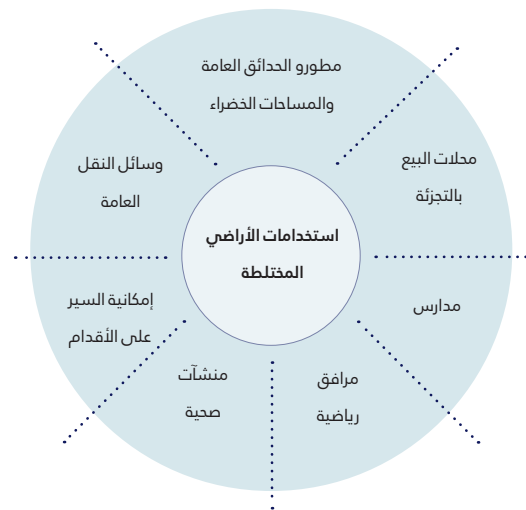 مطورو الحدائق العامة
والمساحات الخضراء
محلات البيع
بالتجزئة
وسائل النقل
العامة
استخدامات الأراضي
المختلطة
مدارس
إمكانية السير
على الأقدام
مرافق
رياضية
منشآت
صحية